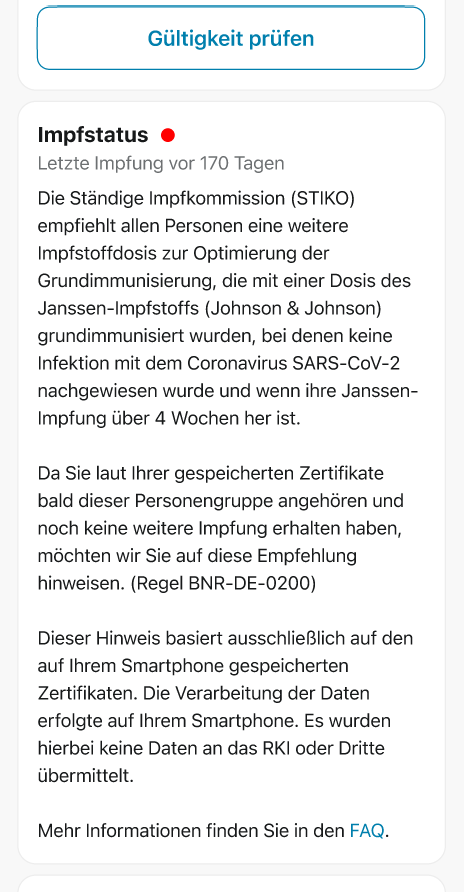 Gültigkeit prüfen
Impfstatus
Letzte Impfung vor 170 Tagen
Die Ständige Impfkommission (STIKO)
empfiehlt allen Personen eine weitere
Impfstoffdosis zur Optimierung der
Grundimmunisierung, die mit einer Dosis des
Janssen-Impfstoffs (Johnson & Johnson)
grundimmunisiert wurden, bei denen keine
Infektion mit dem Coronavirus SARS-CoV-2
nachgewiesen wurde und wenn ihre Janssen-
Impfung über 4 Wochen her ist.
Da Sie laut Ihrer gespeicherten Zertifikate
bald dieser Personengruppe angehören und
noch keine weitere Impfung erhalten haben,
möchten wir Sie auf diese Empfehlung
hinweisen. (Regel BNR-DE-0200)
Dieser Hinweis basiert ausschließlich auf den
auf Ihrem Smartphone gespeicherten
Zertifikaten. Die Verarbeitung der Daten
erfolgte auf Ihrem Smartphone. Es wurden
hierbei keine Daten an das RKI oder Dritte
übermittelt.
Mehr Informationen finden Sie in den FAQ.